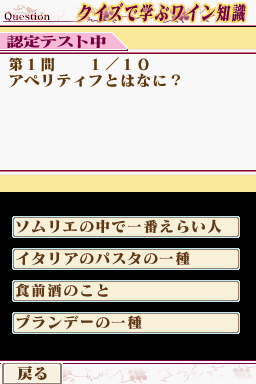 Question
クイズで学ぶワイン知識
認定テスト中
第１問　　１／１０
アペリティフとはなに？
ソムリエの中で一番えらい人
イタリアのパスタの一種
食前酒のこと
ブランデーの一種
戻る